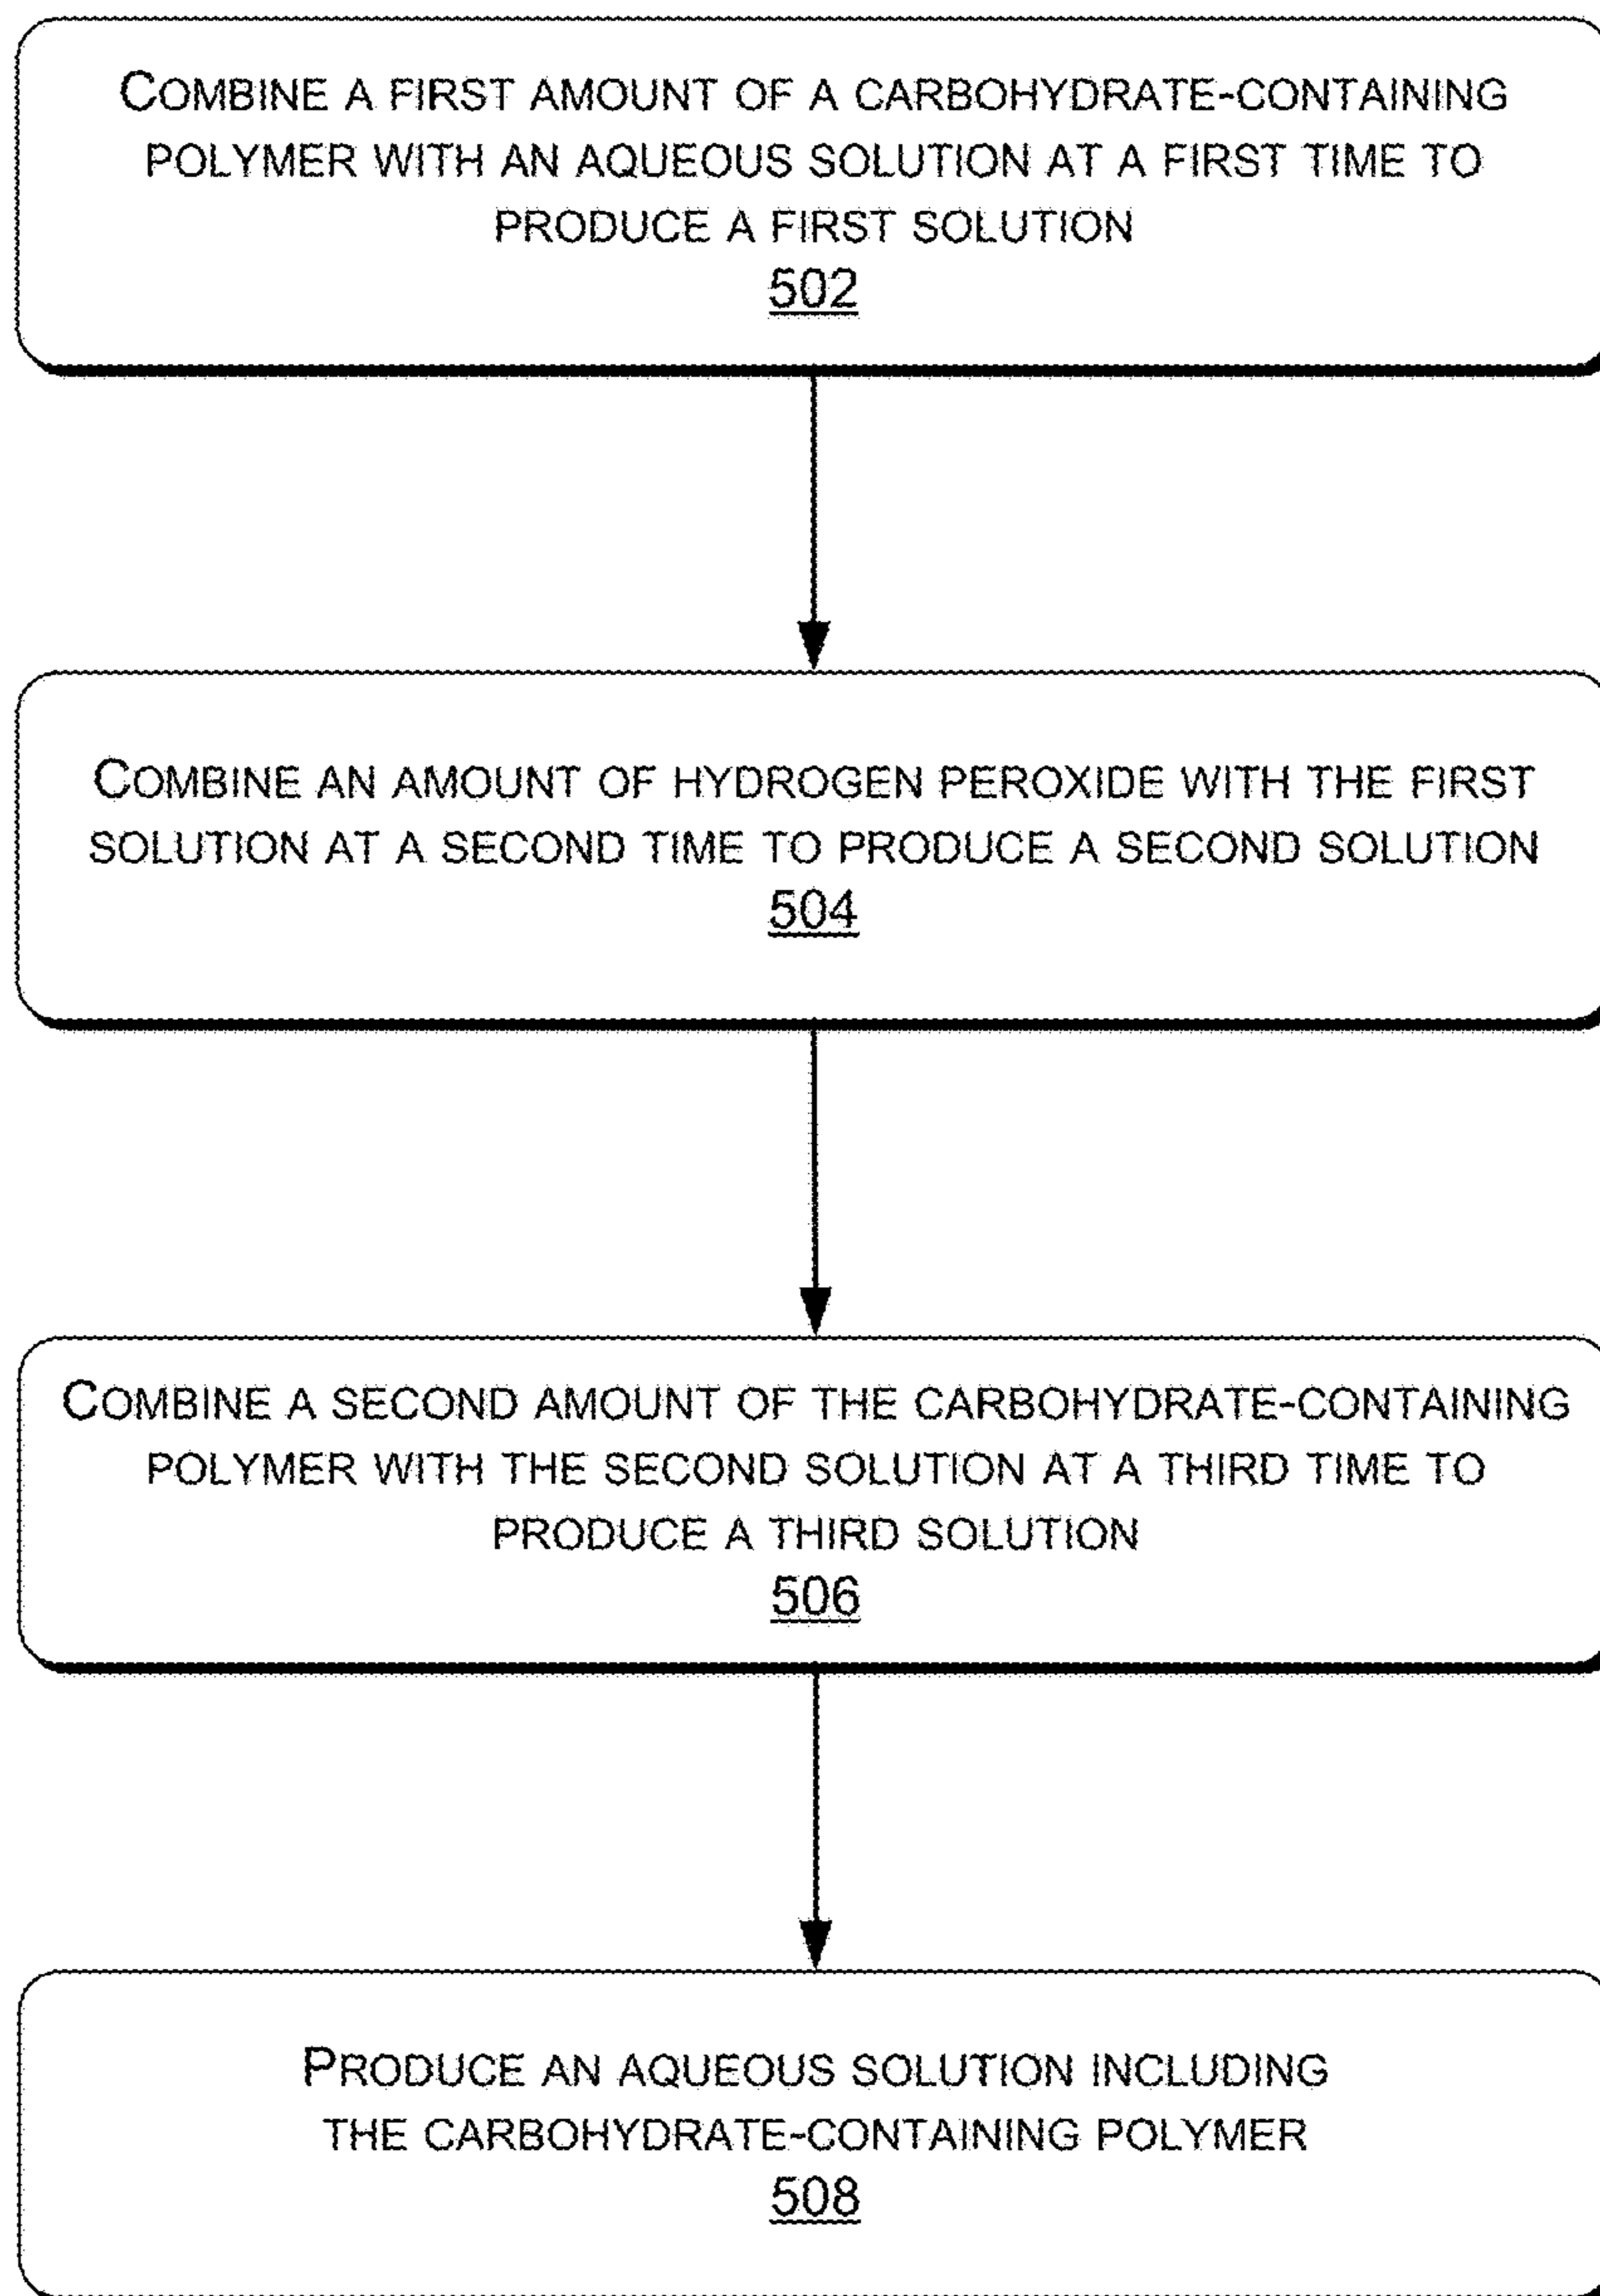 COMBINE A FIRST AMOUNT OF A CARBOHYDRATE-CONTAINING
POLYMER WITH AN AQUEOUS SOLUTION AT A FIRST TIME TO
PRODUCE A FIRST SOLUTION
502
COMBINE AN AMOUNT OF HYDROGEN PEROXIDE WITH THE FIRST
SOLUTION AT A SECOND TIME TO PRODUCE A SECOND SOLUTION
504
COMBINE A SECOND AMOUNT OF THE CARBOHYDRATE-CONTAINING
POLYMER WITH THE SECOND SOLUTION AT A THIRD TIME TO
PRODUCE A THIRD SOLUTION
506
PRODUCE AN AQUEOUS SOLUTION INCLUDING
THE CARBOHYDRATE-CONTAINING POLYMER
508